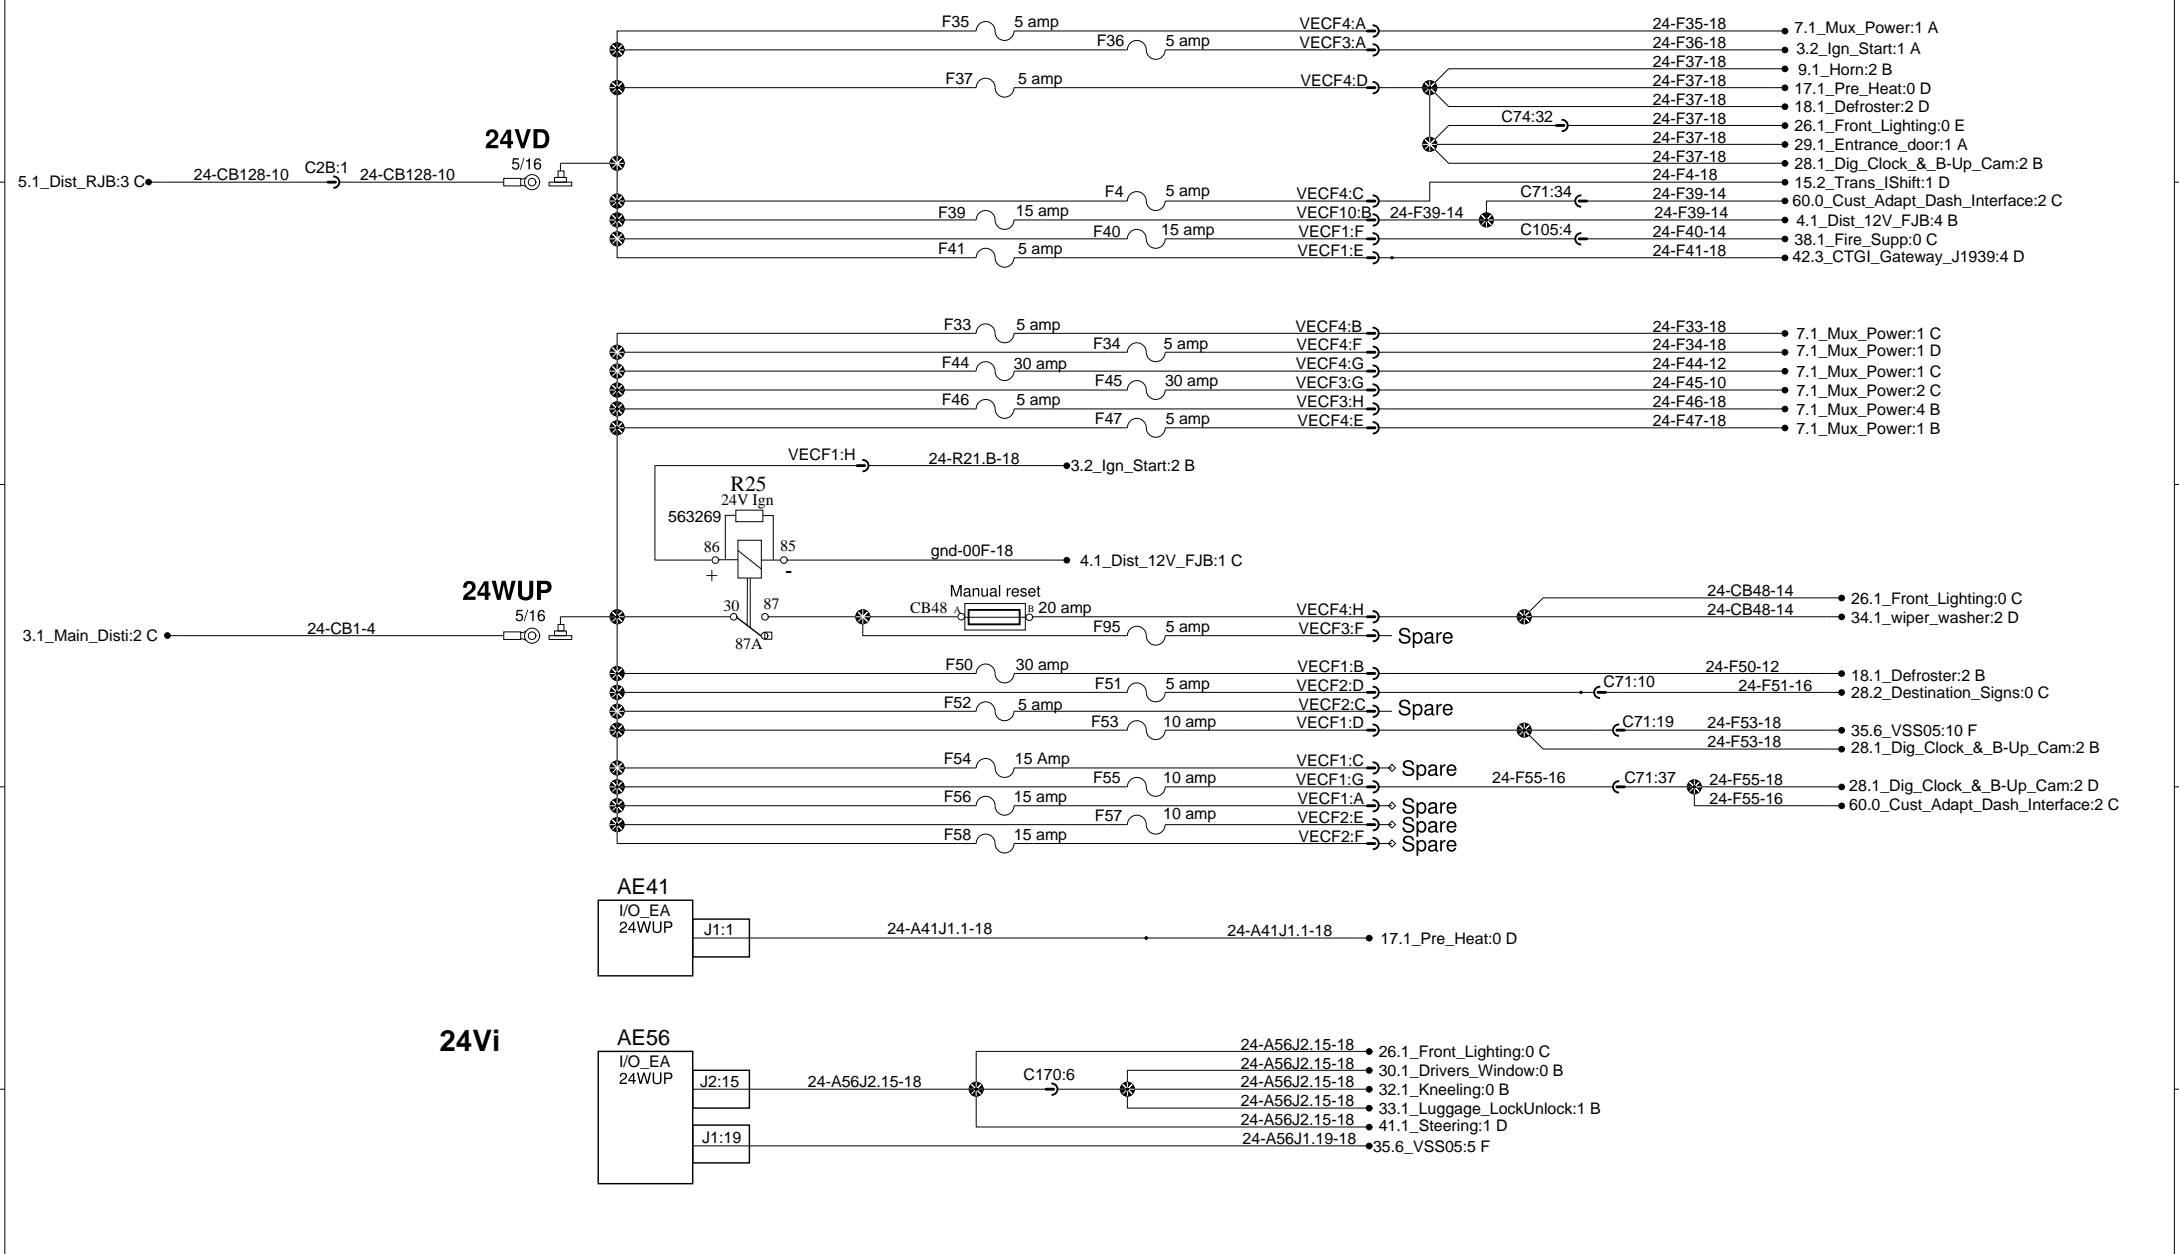 F35 5 amp VECF4:A 24-F35-18 7.1_Mux_Power:1 A
F36 5 amp VECF3:A 24-F36-18 3.2_Ign_Start:1 A
24-F37-18 9.1_Horn:2 B
F37 5 amp VECF4:D 24-F37-18 17.1_Pre_Heat:0 D
24-F37-18 18.1_Defroster:2 D
C74:32 24-F37-18 26.1_Front_Lighting:0 E
24VD 24-F37-18 29.1_Entrance_door:1 A
5/16 24-F37-18 28.1_Dig_Clock_&_B-Up_Cam:2 B
5.1_Dist_RJB:3 C 24-CB128-10 C2B:1 24-CB128-10 24-F4-18 15.2_Trans_IShift:1 D
F4 5 amp VECF4:C C71:34 24-F39-14 60.0_Cust_Adapt_Dash_Interface:2 C
F39 15 amp VECF10:B 24-F39-14 24-F39-14 4.1_Dist_12V_FJB:4 B
F40 15 amp VECF1:F C105:4 24-F40-14 38.1_Fire_Supp:0 C
F41 5 amp VECF1:E 24-F41-18 42.3_CTGI_Gateway_J1939:4 D
F33 5 amp VECF4:B 24-F33-18 7.1_Mux_Power:1 C
F34 5 amp VECF4:F 24-F34-18 7.1_Mux_Power:1 D
F44 30 amp VECF4:G 24-F44-12 7.1_Mux_Power:1 C
F45 30 amp VECF3:G 24-F45-10 7.1_Mux_Power:2 C
F46 5 amp VECF3:H 24-F46-18 7.1_Mux_Power:4 B
F47 5 amp VECF4:E 24-F47-18 7.1_Mux_Power:1 B
VECF1:H 24-R21.B-18 3.2_Ign_Start:2 B
R25
24V Ign
563269
86 85 gnd-00F-18 4.1_Dist_12V_FJB:1 C
+ -
24WUP Manual reset 24-CB48-14 26.1_Front_Lighting:0 C
5/16 30 87 CB48 A B 20 amp VECF4:H 24-CB48-14 34.1_wiper_washer:2 D
3.1_Main_Disti:2 C 24-CB1-4 87A F95 5 amp VECF3:F Spare
F50 30 amp VECF1:B 24-F50-12 18.1_Defroster:2 B
F51 5 amp VECF2:D C71:10 24-F51-16 28.2_Destination_Signs:0 C
F52 5 amp VECF2:C Spare
F53 10 amp VECF1:D C71:19 24-F53-18 35.6_VSS05:10 F
24-F53-18 28.1_Dig_Clock_&_B-Up_Cam:2 B
F54 15 Amp VECF1:C Spare
F55 10 amp VECF1:G 24-F55-16 C71:37 24-F55-18 28.1_Dig_Clock_&_B-Up_Cam:2 D
F56 15 amp VECF1:A Spare 24-F55-16 60.0_Cust_Adapt_Dash_Interface:2 C
F57 10 amp VECF2:E Spare
F58 15 amp VECF2:F Spare
AE41
I/O_EA
24WUP
J1:1 24-A41J1.1-18 24-A41J1.1-18 17.1_Pre_Heat:0 D
24Vi
AE56
I/O_EA
24WUP
24-A56J2.15-18 26.1_Front_Lighting:0 C
24-A56J2.15-18 30.1_Drivers_Window:0 B
J2:15 24-A56J2.15-18 C170:6 24-A56J2.15-18 32.1_Kneeling:0 B
24-A56J2.15-18 33.1_Luggage_LockUnlock:1 B
24-A56J2.15-18 41.1_Steering:1 D
J1:19 24-A56J1.19-18 35.6_VSS05:5 F